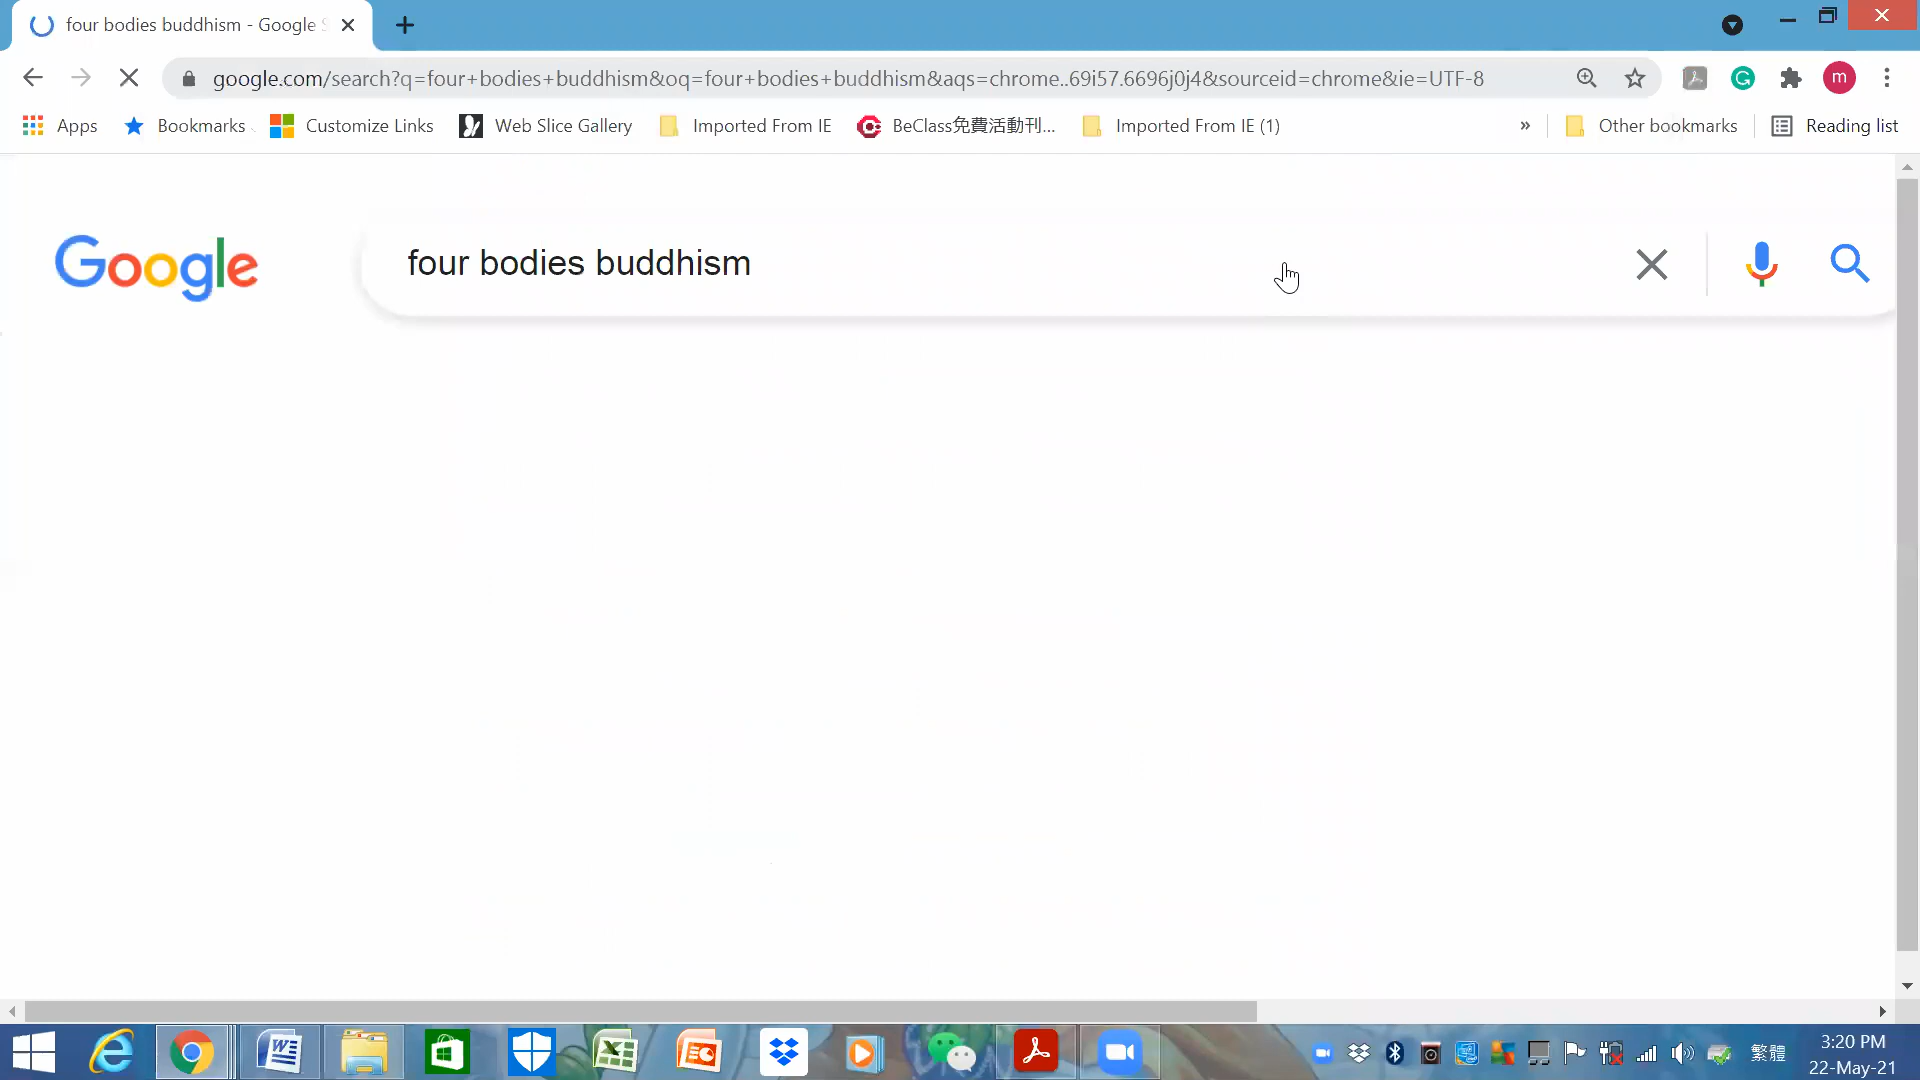 four bodies buddhism - Google S
google.com/search?q=four+bodies+buddhism&oq=four+bodies+buddhism&aqs=chrome..69i57.6696j0j4&sourceid=chrome&ie=UTF-8
m
Apps
Bookmarks
Customize Links
Web Slice Gallery
Imported From IE
BeClass免費活動刊...
Imported From IE (1)
»
Other bookmarks
Reading list
Google
four bodies buddhism
繁體
3:20 PM
22-May-21